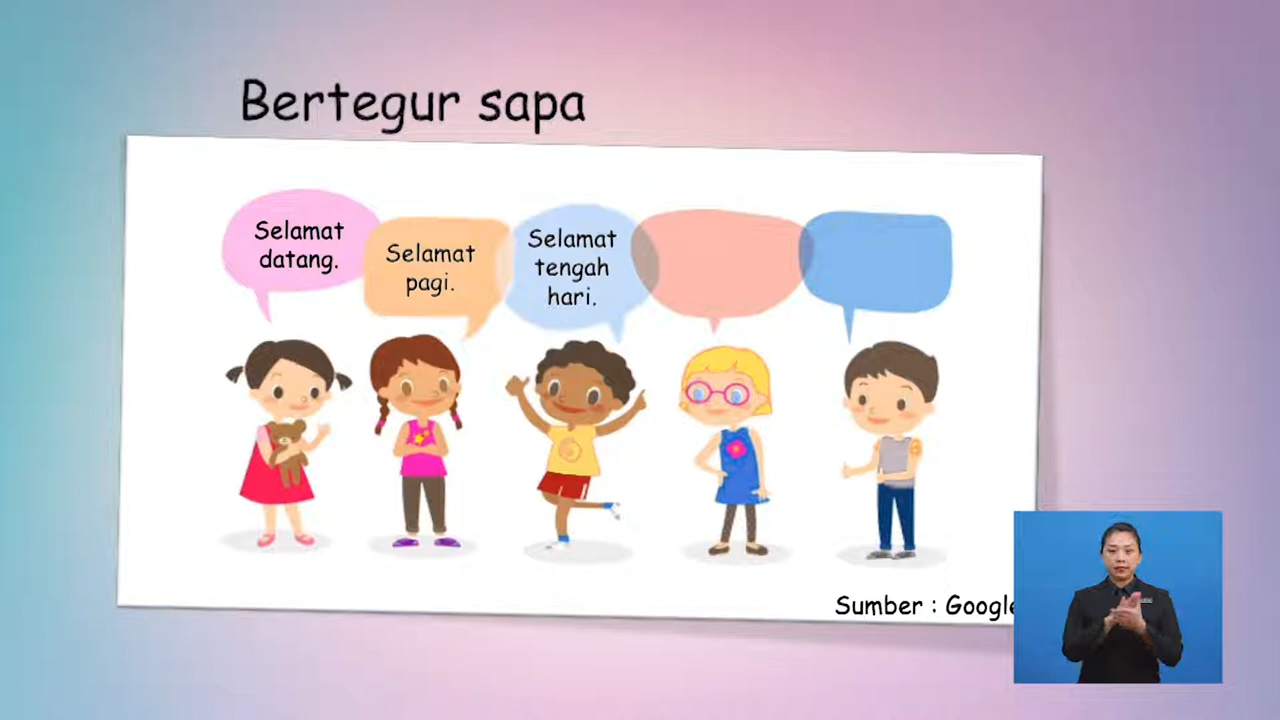 Bertegur sapa
Selamat
datang.
Selamat
pagi.
Selamat
tengah
hari.
Sumber : Google